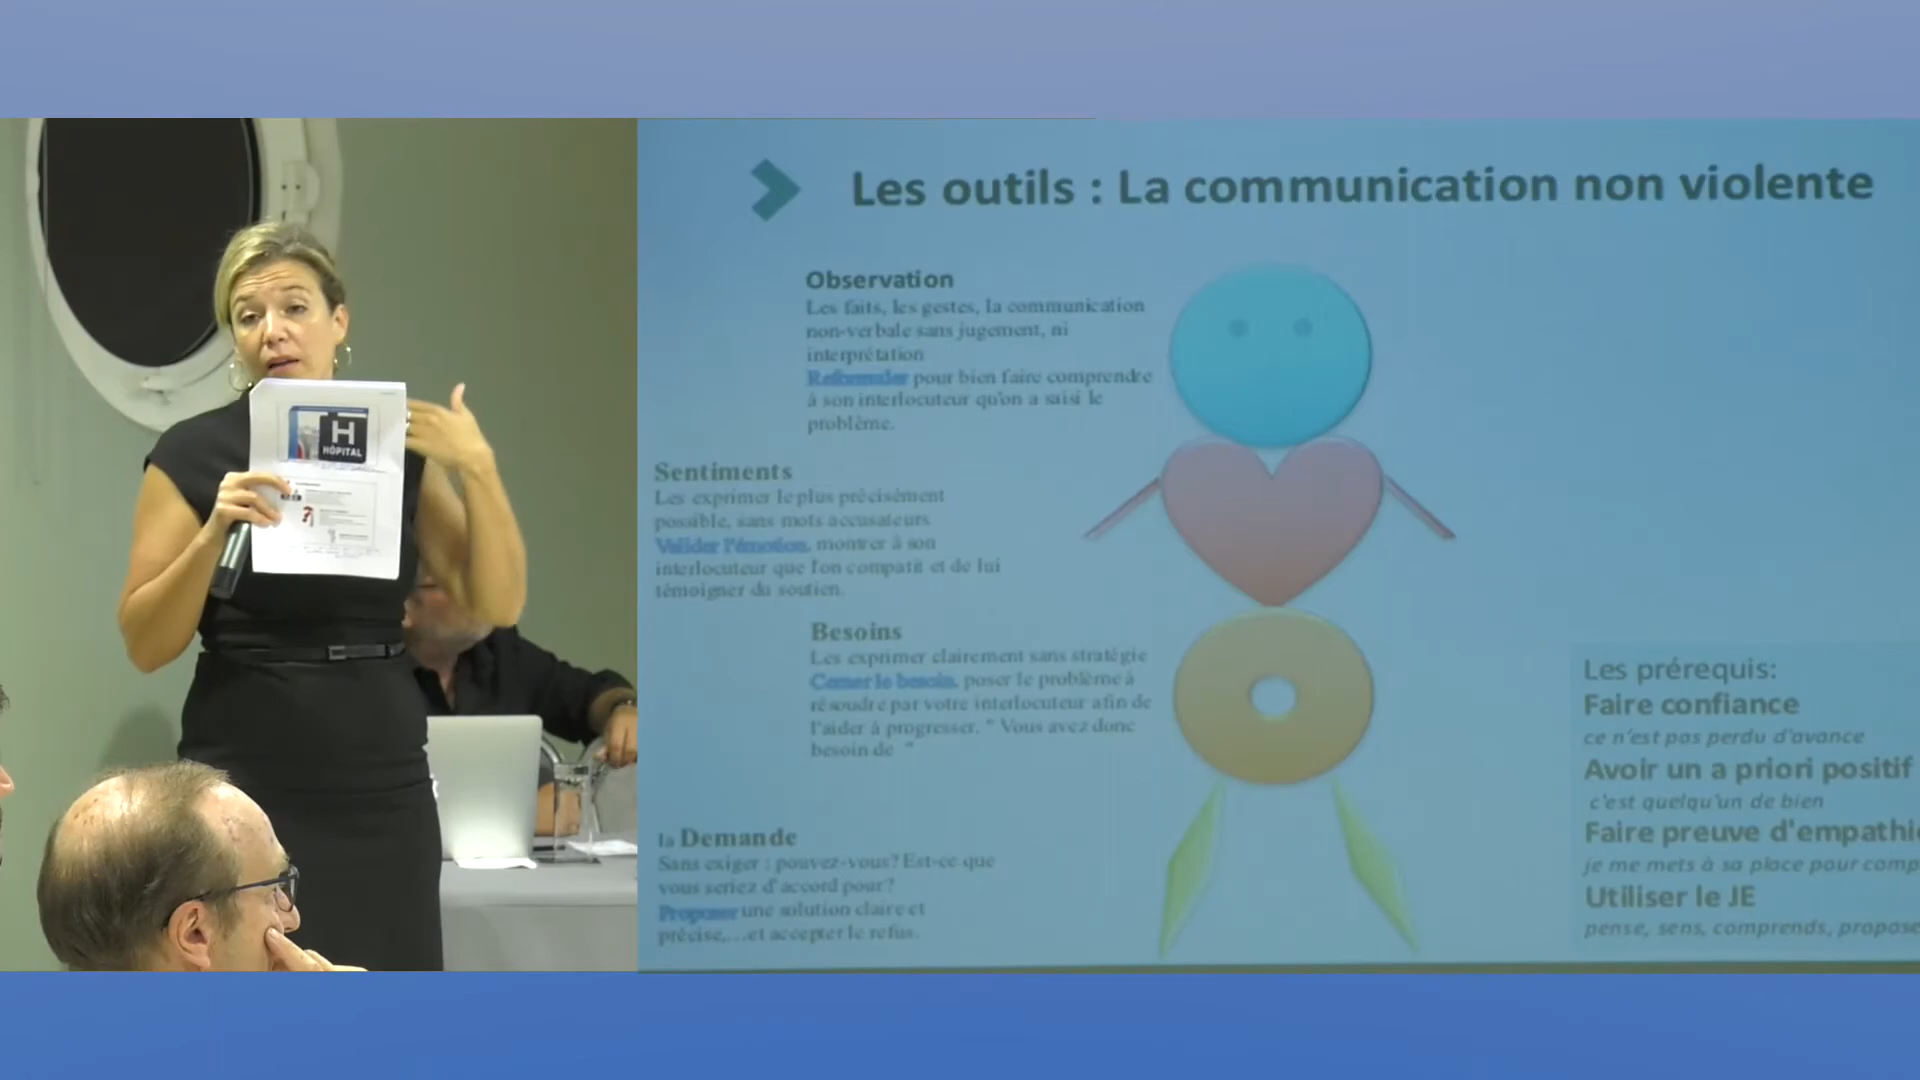 Les outils : La communication non violente
Observation
Les faits, les gestes, la communication
non-verbale sans jugement, ni
interprétation
Reformuler pour bien faire comprendre
à son interlocuteur qu'on a saisi le
problème.
Sentiments
Les exprimer le plus précisément
possible, sans mots accusateurs
Valider l'émotion, montrer à son
interlocuteur que l'on compatit et de lui
témoigner du soutien.
Besoins
Les exprimer clairement sans stratégie
Cerner le besoin, poser le problème à
résoudre par votre interlocuteur afin de
l'aider à progresser. " Vous avez donc
besoin de "
la Demande
Sans exiger : pouvez-vous? Est-ce que
vous seriez d'accord pour?
Proposer une solution claire et
précise,...et accepter le refus.
Les prérequis:
Faire confiance
ce n'est pas perdu d'avance
Avoir un a priori positif
c'est quelqu'un de bien
Faire preuve d'empathie
je me mets à sa place pour comp
Utiliser le JE
pense, sens, comprends, propose
H
HÔPITAL